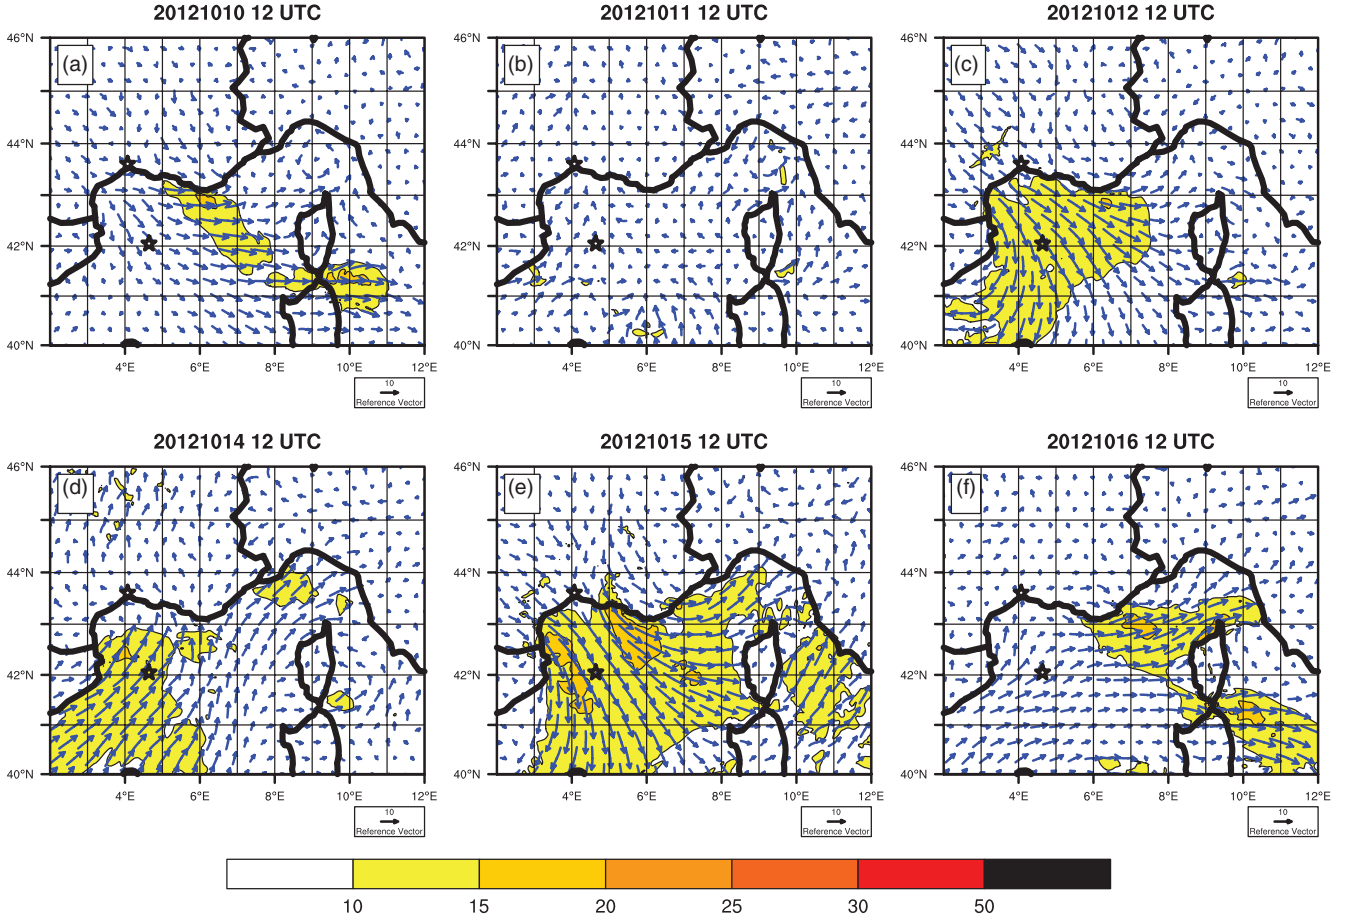 20121010 12 UTC
20121011 12 UTC
20121012 12 UTC
(a)
(b)
(c)
46°N
44°N
42°N
40°N
46°N
44°N
42°N
40°N
46°N
44°N
42°N
40°N
4°E 6°E 8°E 10°E 12°E
4°E 6°E 8°E 10°E 12°E
4°E 6°E 8°E 10°E 12°E
10
Reference Vector
10
Reference Vector
10
Reference Vector
20121014 12 UTC
20121015 12 UTC
20121016 12 UTC
(d)
(e)
(f)
46°N
44°N
42°N
40°N
46°N
44°N
42°N
40°N
46°N
44°N
42°N
40°N
4°E 6°E 8°E 10°E 12°E
4°E 6°E 8°E 10°E 12°E
4°E 6°E 8°E 10°E 12°E
10
Reference Vector
10
Reference Vector
10
Reference Vector
10 15 20 25 30 50